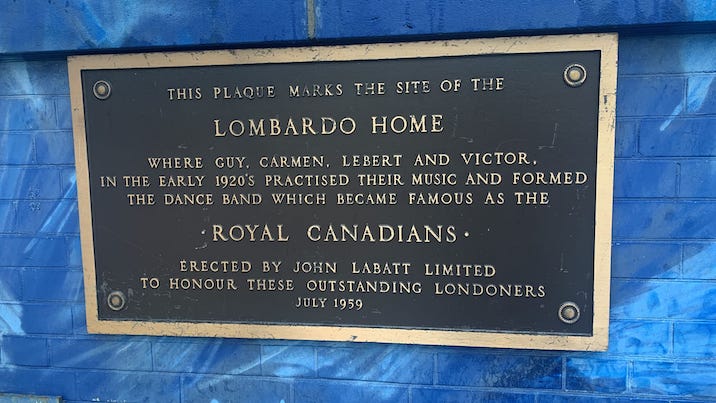 THIS PLAQUE MARKS THE SITE OF THE
LOMBARDO HOME
WHERE GUY, CARMEN, LEBERT AND VICTOR,
IN THE EARLY 1920'S PRACTISED THEIR MUSIC AND FORMED
THE DANCE BAND WHICH BECAME FAMOUS AS THE
· ROYAL CANADIANS ·
ERECTED BY JOHN LABATT LIMITED
TO HONOUR THESE OUTSTANDING LONDONERS
JULY 1959